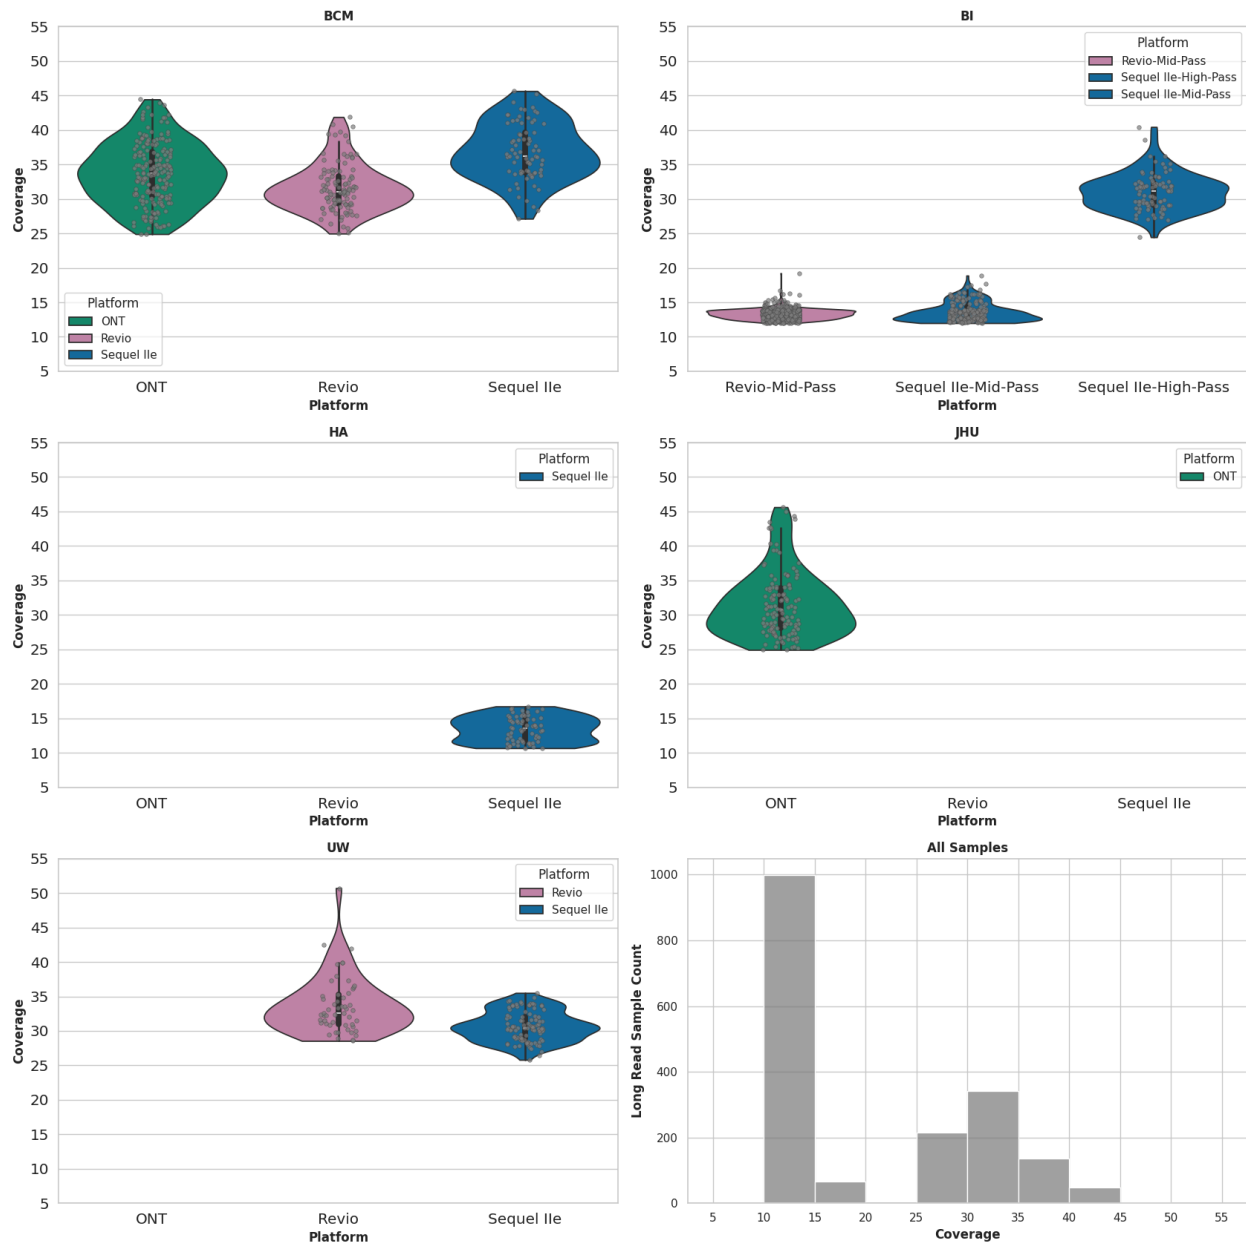 BCM
55
50
45
40
35
30
25
20
15
10
5
Coverage
Platform
ONT
Revio
Sequel IIe
ONT Revio Sequel IIe
Platform
BI
55
50
45
40
35
30
25
20
15
10
5
Coverage
Platform
Revio-Mid-Pass
Sequel IIe-High-Pass
Sequel IIe-Mid-Pass
Revio-Mid-Pass Sequel IIe-Mid-Pass Sequel IIe-High-Pass
Platform
HA
55
50
45
40
35
30
25
20
15
10
5
Coverage
Platform
Sequel IIe
ONT Revio Sequel IIe
Platform
JHU
55
50
45
40
35
30
25
20
15
10
5
Coverage
Platform
ONT
ONT Revio Sequel IIe
Platform
UW
55
50
45
40
35
30
25
20
15
10
5
Coverage
Platform
Revio
Sequel IIe
ONT Revio Sequel IIe
Platform
All Samples
1000
800
600
400
200
0
Long Read Sample Count
5 10 15 20 25 30 35 40 45 50 55
Coverage